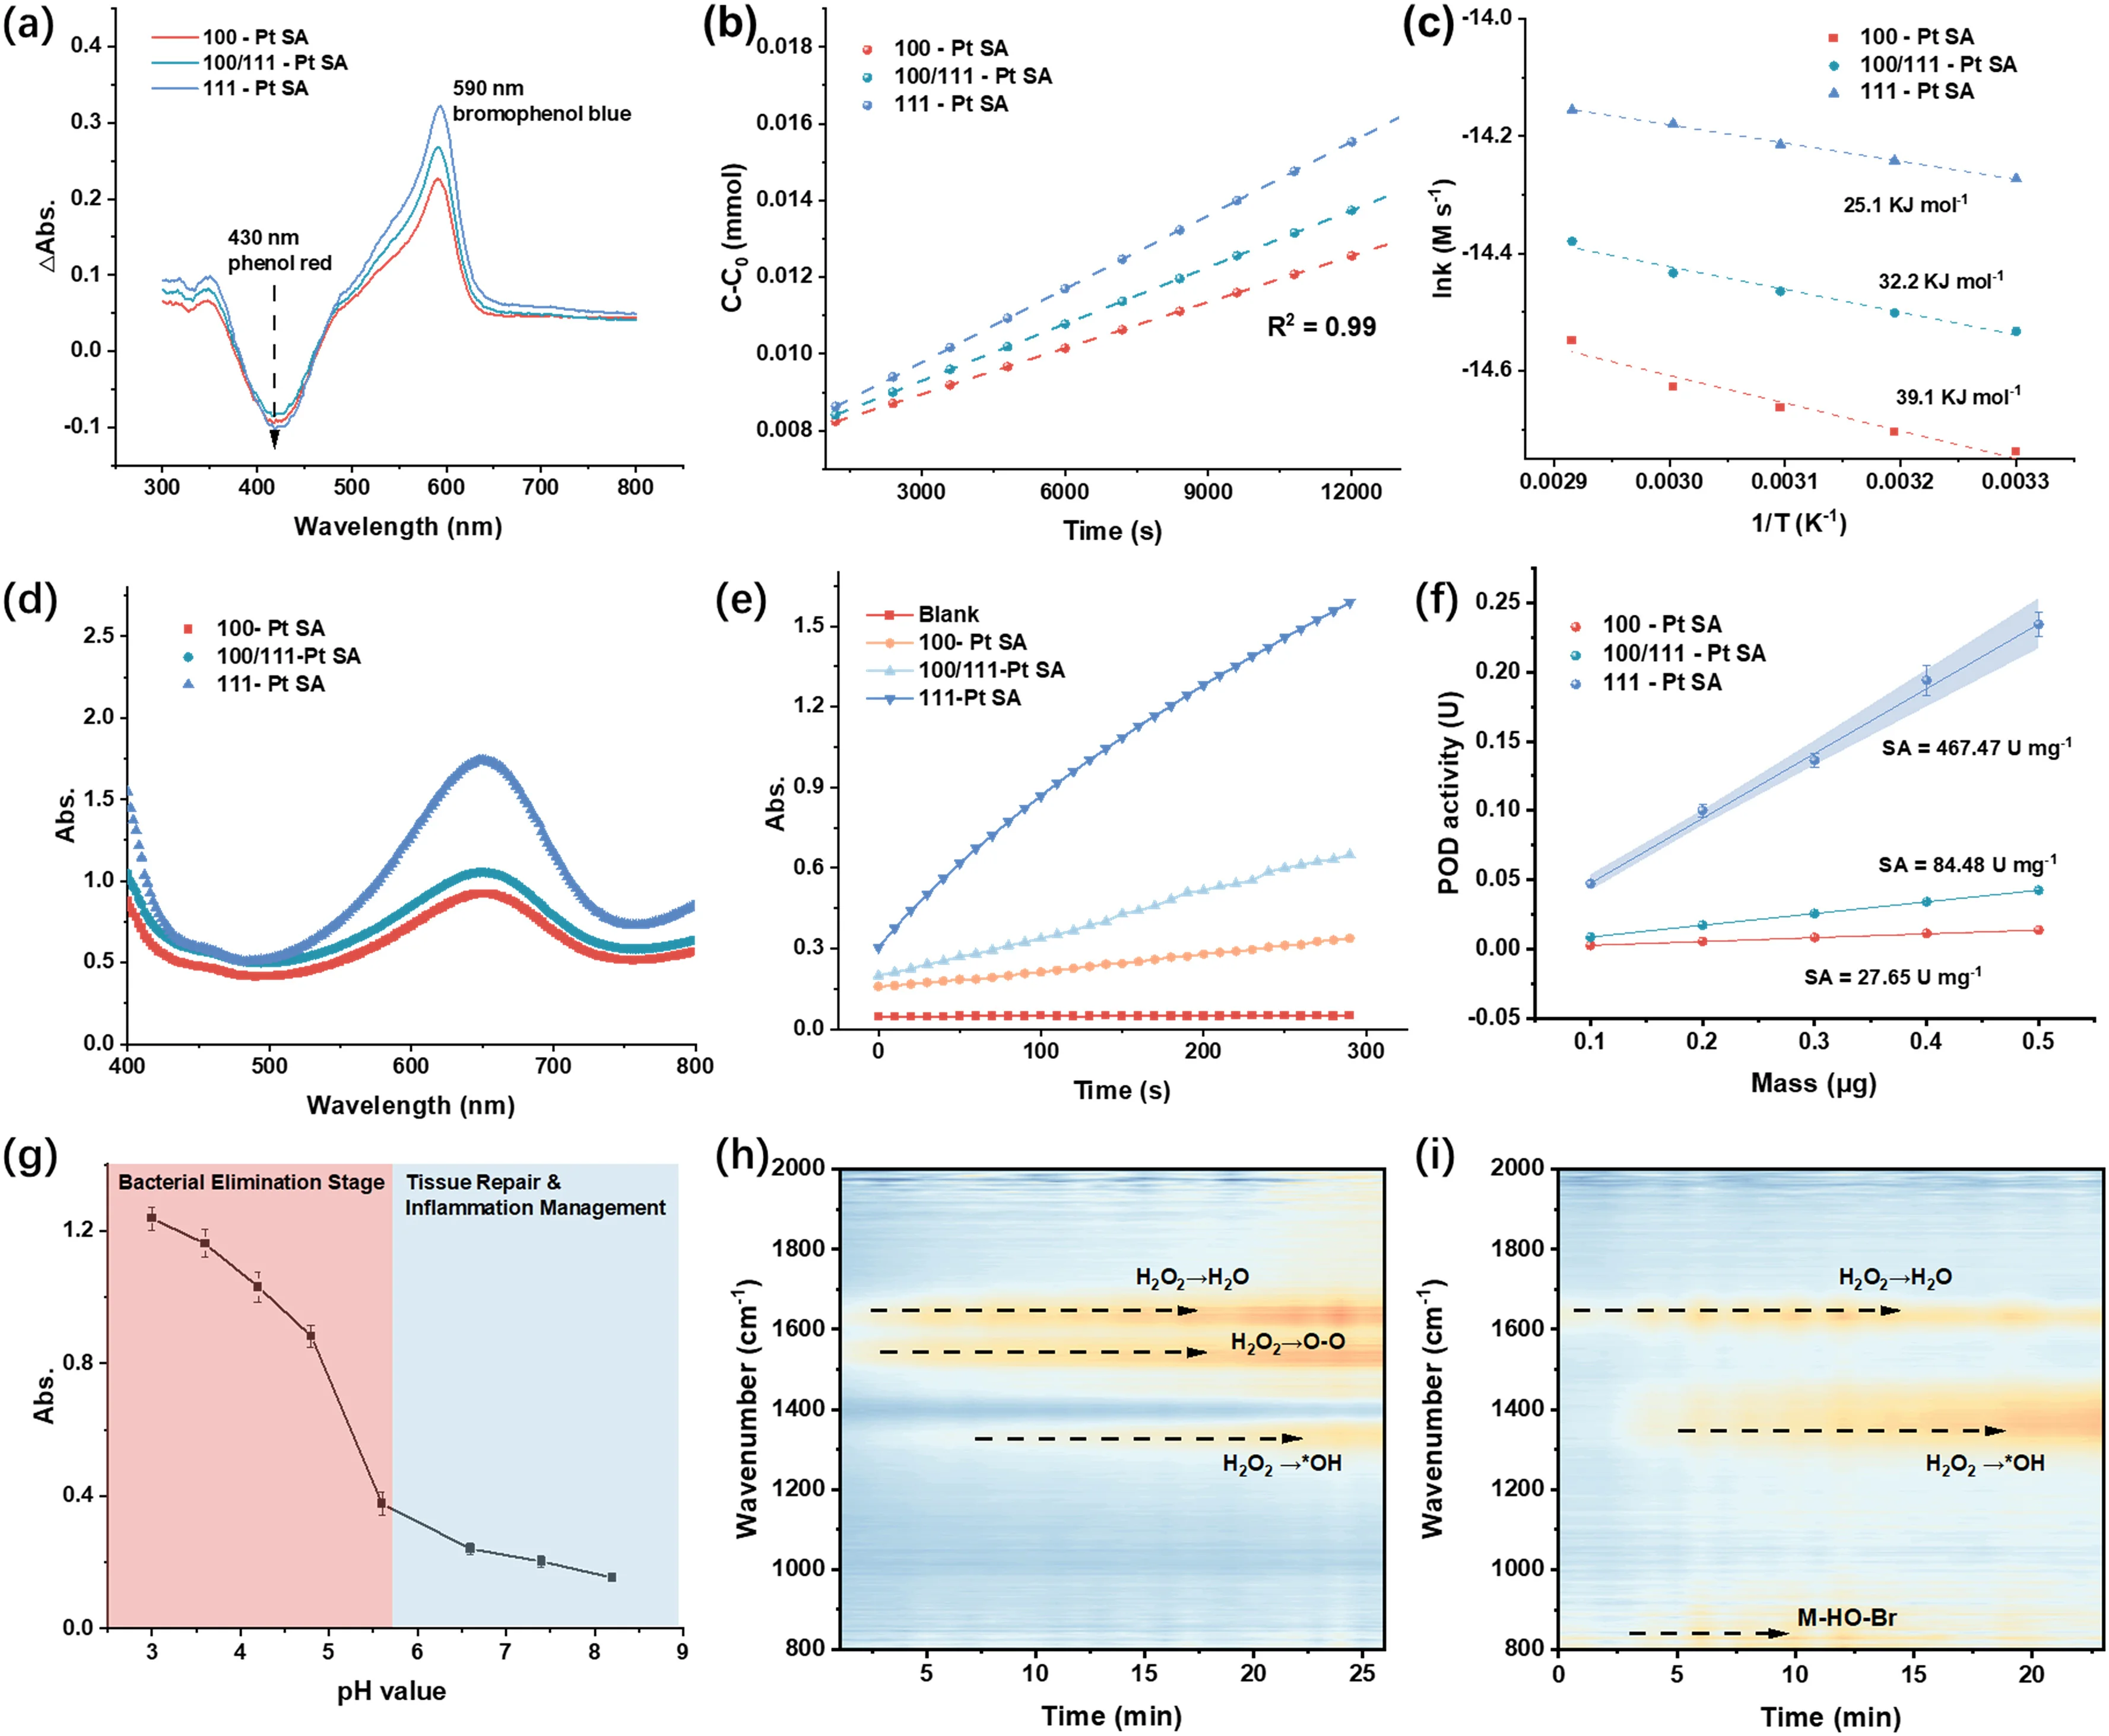 (a)
100 - Pt SA
100/111 - Pt SA
111 - Pt SA
590 nm
bromophenol blue
430 nm
phenol red
0.4
0.3
0.2
0.1
0.0
-0.1
△Abs.
300 400 500 600 700 800
Wavelength (nm)
(b)
100 - Pt SA
100/111 - Pt SA
111 - Pt SA
0.018
0.016
0.014
0.012
0.010
0.008
C-C₀ (mmol)
R² = 0.99
3000 6000 9000 12000
Time (s)
(c)
100 - Pt SA
100/111 - Pt SA
111 - Pt SA
-14.0
-14.2
-14.4
-14.6
lnk (M s⁻¹)
25.1 KJ mol⁻¹
32.2 KJ mol⁻¹
39.1 KJ mol⁻¹
0.0029 0.0030 0.0031 0.0032 0.0033
1/T (K⁻¹)
(d)
100- Pt SA
100/111-Pt SA
111- Pt SA
2.5
2.0
1.5
1.0
0.5
0.0
Abs.
400 500 600 700 800
Wavelength (nm)
(e)
Blank
100- Pt SA
100/111-Pt SA
111-Pt SA
1.5
1.2
0.9
0.6
0.3
0.0
Abs.
0 100 200 300
Time (s)
(f)
100 - Pt SA
100/111 - Pt SA
111 - Pt SA
0.25
0.20
0.15
0.10
0.05
0.00
-0.05
POD activity (U)
SA = 467.47 U mg⁻¹
SA = 84.48 U mg⁻¹
SA = 27.65 U mg⁻¹
0.1 0.2 0.3 0.4 0.5
Mass (μg)
(g)
Bacterial Elimination Stage
Tissue Repair &
Inflammation Management
1.2
0.8
0.4
0.0
Abs.
3 4 5 6 7 8 9
pH value
(h)
2000
1800
1600
1400
1200
1000
800
Wavenumber (cm⁻¹)
H₂O₂→H₂O
H₂O₂→O-O
H₂O₂ →*OH
5 10 15 20 25
Time (min)
(i)
2000
1800
1600
1400
1200
1000
800
Wavenumber (cm⁻¹)
H₂O₂→H₂O
H₂O₂ →*OH
M-HO-Br
0 5 10 15 20
Time (min)